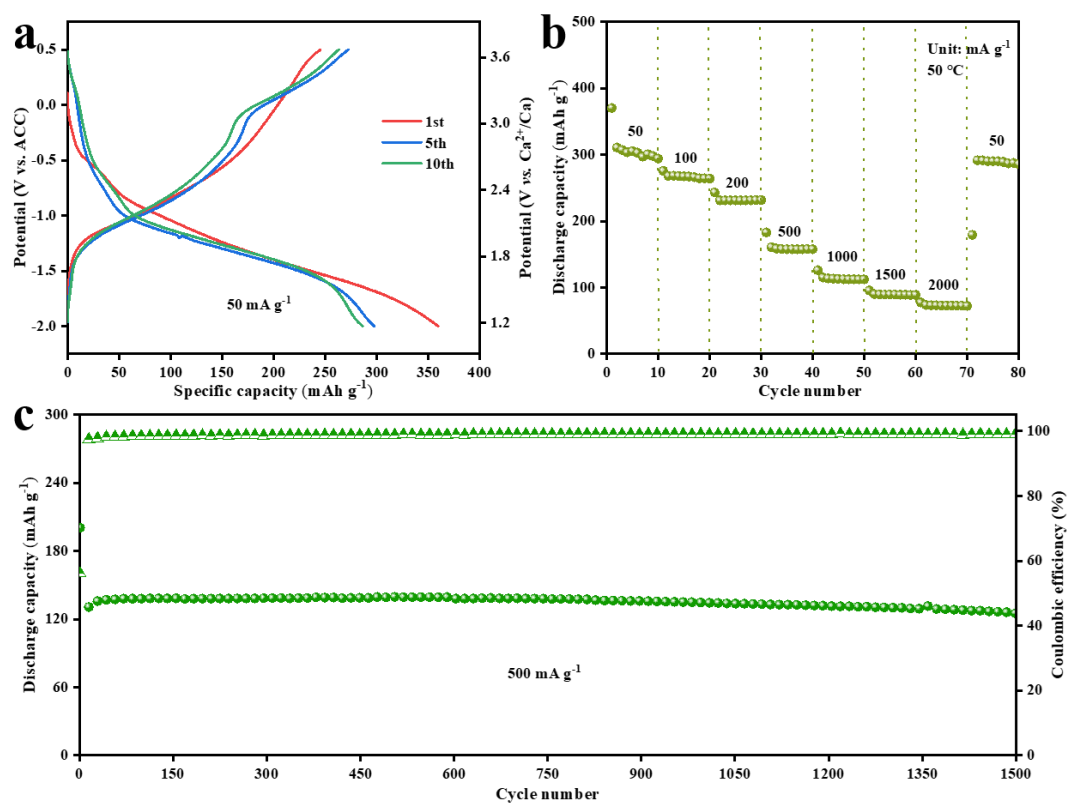 a
0.5
0.0
-0.5
-1.0
-1.5
-2.0
Potential (V vs. ACC)
3.6
3.0
2.4
1.8
1.2
Potential (V vs. Ca²⁺/Ca)
1st
5th
10th
50 mA g⁻¹
0 50 100 150 200 250 300 350 400
Specific capacity (mAh g⁻¹)
b
500
400
300
200
100
0
Discharge capacity (mAh g⁻¹)
Unit: mA g⁻¹
50 °C
50
100
200
500
1000
1500
2000
50
0 10 20 30 40 50 60 70 80
Cycle number
c
300
240
180
120
60
0
Discharge capacity (mAh g⁻¹)
100
80
60
40
20
0
Coulombic efficiency (%)
500 mA g⁻¹
0 150 300 450 600 750 900 1050 1200 1350 1500
Cycle number